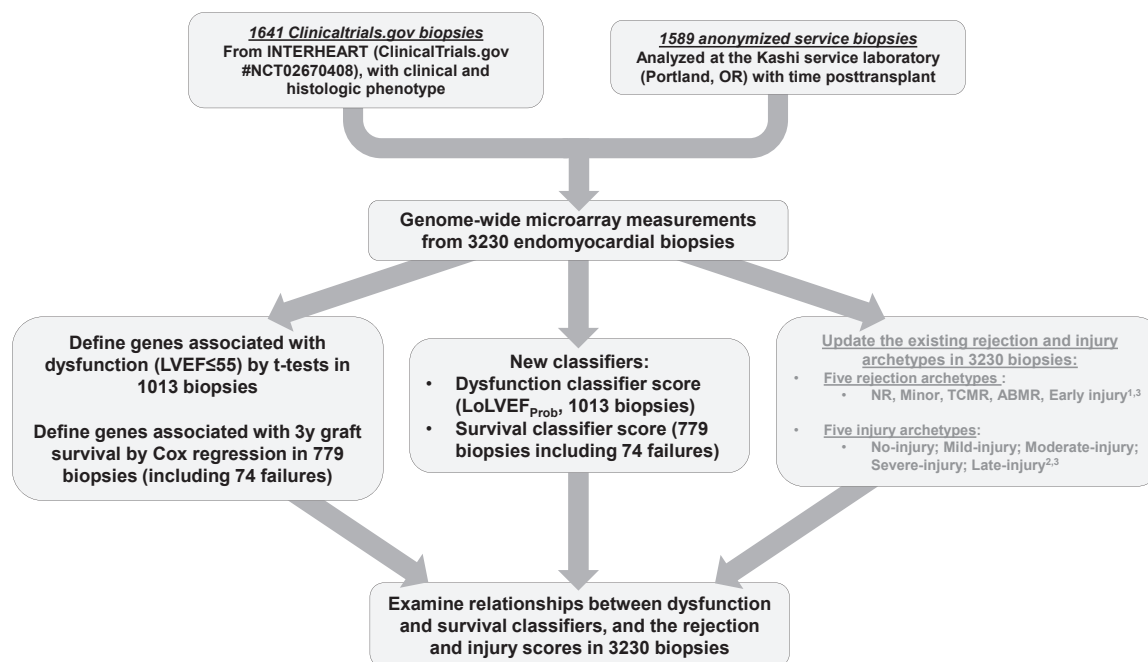 1641 Clinicaltrials.gov biopsies
From INTERHEART (ClinicalTrials.gov
#NCT02670408), with clinical and
histologic phenotype
1589 anonymized service biopsies
Analyzed at the Kashi service laboratory
(Portland, OR) with time posttransplant
Genome-wide microarray measurements
from 3230 endomyocardial biopsies
Define genes associated with
dysfunction (LVEF≤55) by t-tests in
1013 biopsies
Define genes associated with 3y graft
survival by Cox regression in 779
biopsies (including 74 failures)
New classifiers:
• Dysfunction classifier score
(LoLVEFProb, 1013 biopsies)
• Survival classifier score (779
biopsies including 74 failures)
Update the existing rejection and injury
archetypes in 3230 biopsies:
• Five rejection archetypes :
• NR, Minor, TCMR, ABMR, Early injury1,3
• Five injury archetypes:
• No-injury; Mild-injury; Moderate-injury;
Severe-injury; Late-injury2,3
Examine relationships between dysfunction
and survival classifiers, and the rejection
and injury scores in 3230 biopsies